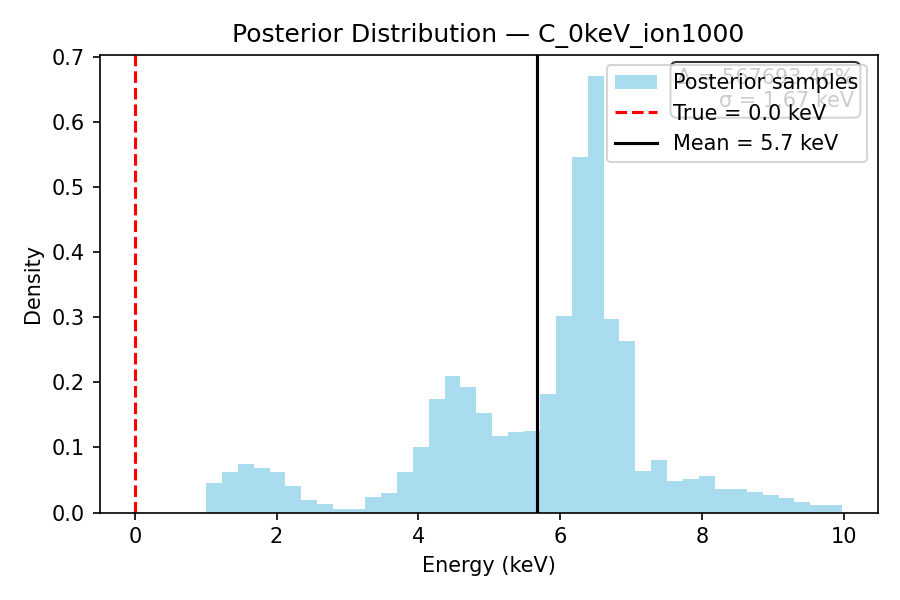 Posterior Distribution — C_0keV_ion1000
Density
0.7
0.6
0.5
0.4
0.3
0.2
0.1
0.0
σ = 1.67 keV
Posterior samples
True = 0.0 keV
Mean = 5.7 keV
0 2 4 6 8 10
Energy (keV)